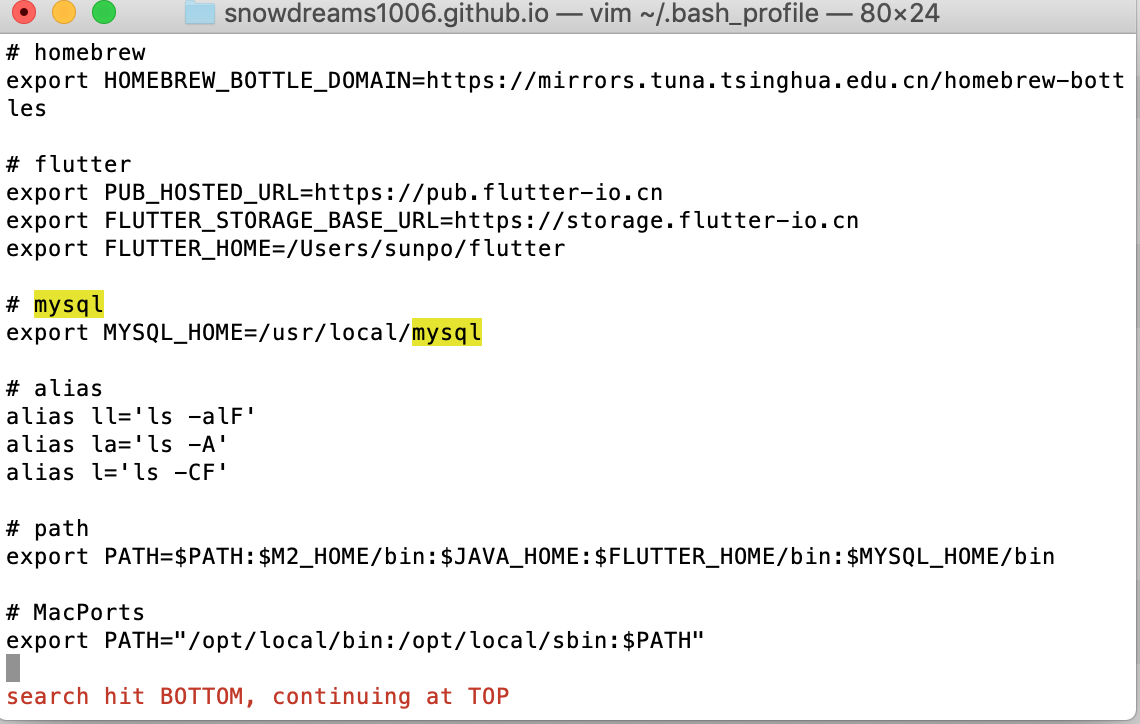 snowdreams1006.github.io — vim ~/.bash_profile — 80×24
# homebrew
export HOMEBREW_BOTTLE_DOMAIN=https://mirrors.tuna.tsinghua.edu.cn/homebrew-bott
les
# flutter
export PUB_HOSTED_URL=https://pub.flutter-io.cn
export FLUTTER_STORAGE_BASE_URL=https://storage.flutter-io.cn
export FLUTTER_HOME=/Users/sunpo/flutter
# mysql
export MYSQL_HOME=/usr/local/mysql
# alias
alias ll='ls -alF'
alias la='ls -A'
alias l='ls -CF'
# path
export PATH=$PATH:$M2_HOME/bin:$JAVA_HOME:$FLUTTER_HOME/bin:$MYSQL_HOME/bin
# MacPorts
export PATH="/opt/local/bin:/opt/local/sbin:$PATH"
search hit BOTTOM, continuing at TOP